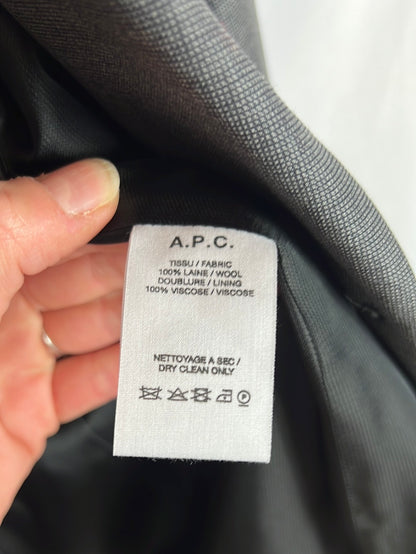 A.P.C.
TISSU / FABRIC
100% LAINE / WOOL
DOUBLURE / LINING
100% VISCOSE / VISCOSE
NETTOYAGE A SEC /
DRY CLEAN ONLY
P